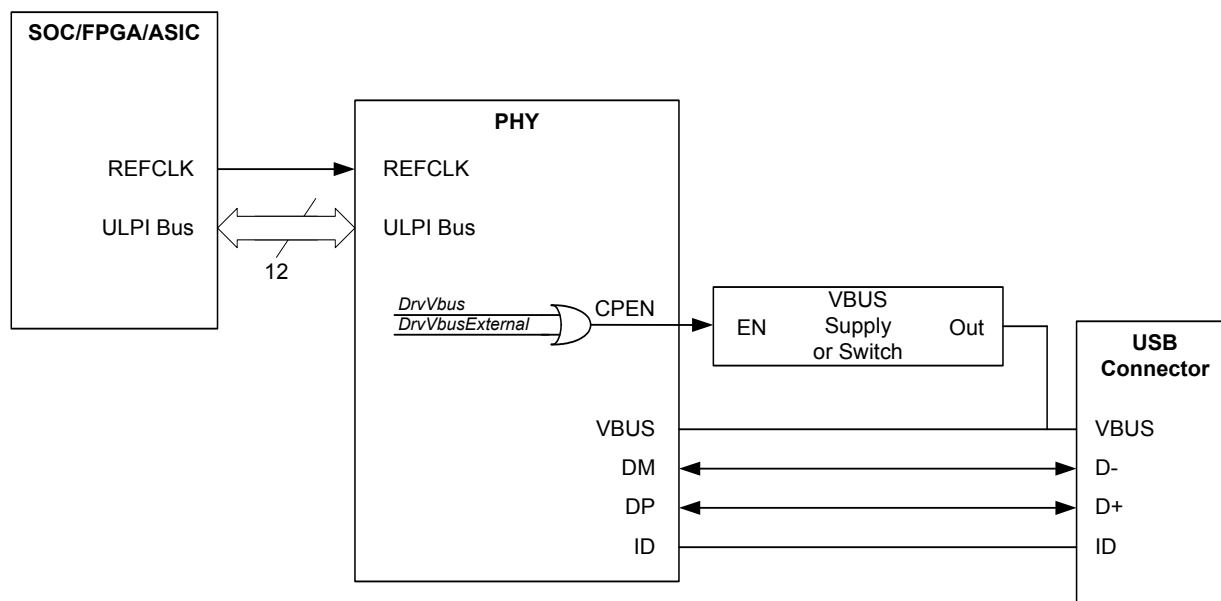 SOC/FPGA/ASIC
REFCLK
ULPI Bus
12
PHY
REFCLK
ULPI Bus
DrvVbus
DrvVbusExternal
CPEN
VBUS
DM
DP
ID
EN
VBUS
Supply
or Switch
Out
USB
Connector
VBUS
D-
D+
ID